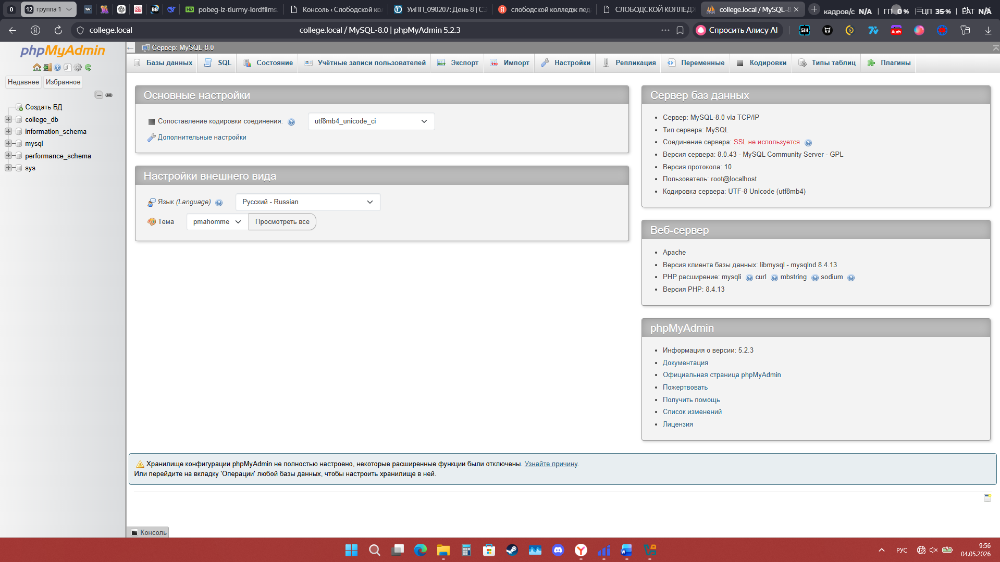 0
12 группа 1
pobeg-iz-tiurmy-lordfilms.
Консоль ‹ Слободской ко
УиПП_090207: День 8 | СЭ
слободской колледж пед
СЛОБОДСКОЙ КОЛЛЕДЖ
college.local / MySQL-8
кадров/с N/A | ГП 0 % | ЦП 35 % | БАТ N/A
college.local
college.local / MySQL-8.0 | phpMyAdmin 5.2.3
Спросить Алису AI
phpMyAdmin
Недавнее Избранное
Создать БД
college_db
information_schema
mysql
performance_schema
sys
Сервер: MySQL-8.0
Базы данных SQL Состояние Учётные записи пользователей Экспорт Импорт Настройки Репликация Переменные Кодировки Типы таблиц Плагины
Основные настройки
Сопоставление кодировки соединения: utf8mb4_unicode_ci
Дополнительные настройки
Настройки внешнего вида
Язык (Language) Русский - Russian
Тема pmahomme Просмотреть все
Сервер баз данных
Сервер: MySQL-8.0 via TCP/IP
Тип сервера: MySQL
Соединение сервера: SSL не используется
Версия сервера: 8.0.43 - MySQL Community Server - GPL
Версия протокола: 10
Пользователь: root@localhost
Кодировка сервера: UTF-8 Unicode (utf8mb4)
Веб-сервер
Apache
Версия клиента базы данных: libmysql - mysqlnd 8.4.13
PHP расширение: mysqli curl mbstring sodium
Версия PHP: 8.4.13
phpMyAdmin
Информация о версии: 5.2.3
Документация
Официальная страница phpMyAdmin
Пожертвовать
Получить помощь
Список изменений
Лицензия
Хранилище конфигурации phpMyAdmin не полностью настроено, некоторые расширенные функции были отключены. Узнайте причину.
Или перейдите на вкладку 'Операции' любой базы данных, чтобы настроить хранилище в ней.
Консоль
РУС
9:56
04.05.2026